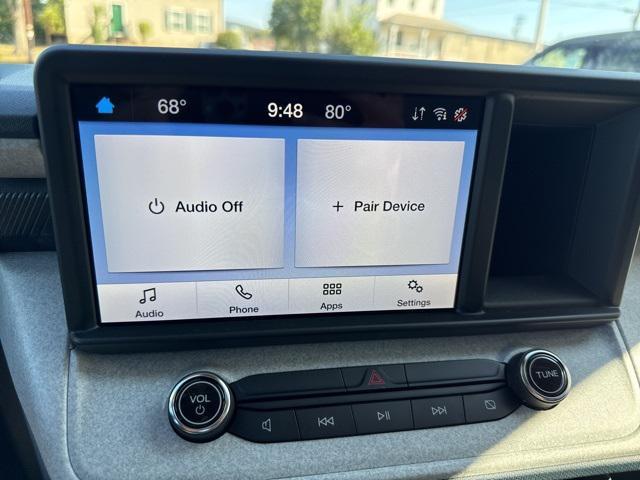 68° 9:48 80°
Audio Off
+ Pair Device
Audio Phone Apps Settings
VOL
TUNE